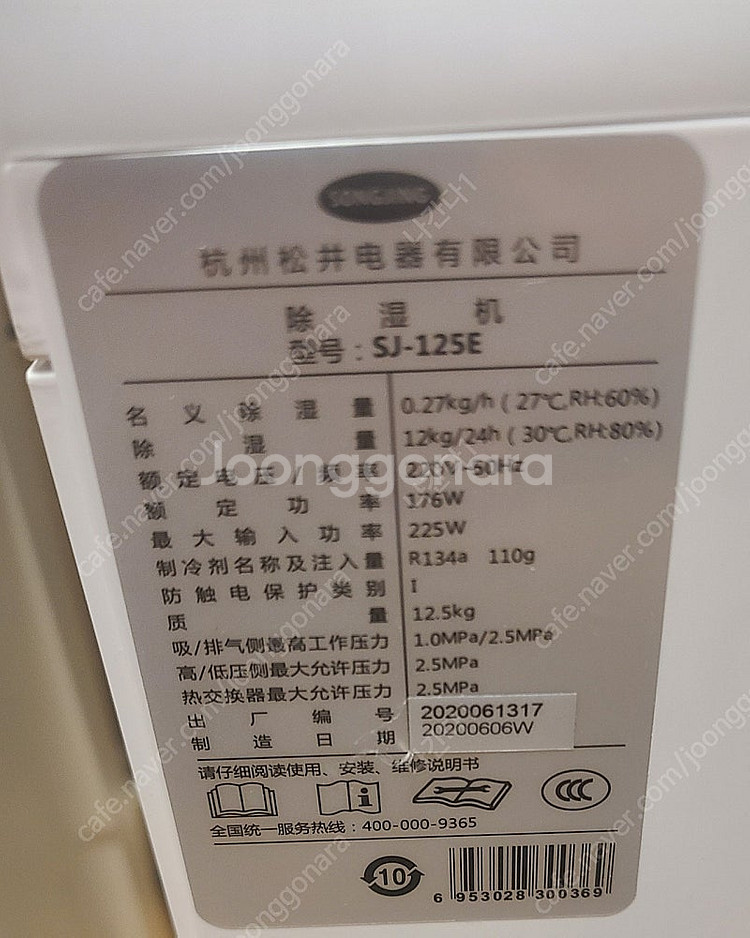 SONGJING
杭州松井电器有限公司
除湿机
型号：SJ-125E
名义除湿量 0.27kg/h ( 27℃,RH:60%)
除湿量 12kg/24h ( 30℃,RH:80%)
额定电压/频率 220V~50Hz
额定功率 176W
最大输入功率 225W
制冷剂名称及注入量 R134a 110g
防触电保护类别 I
质量 12.5kg
吸/排气侧最高工作压力 1.0MPa/2.5MPa
高/低压侧最大允许压力 2.5MPa
热交换器最大允许压力 2.5MPa
出厂编号 2020061317
制造日期 20200606W
请仔细阅读使用、安装、维修说明书
全国统一服务热线：400-000-9365
10
6 953028 300369
Joonggonara
cafe.naver.com/joonggonara